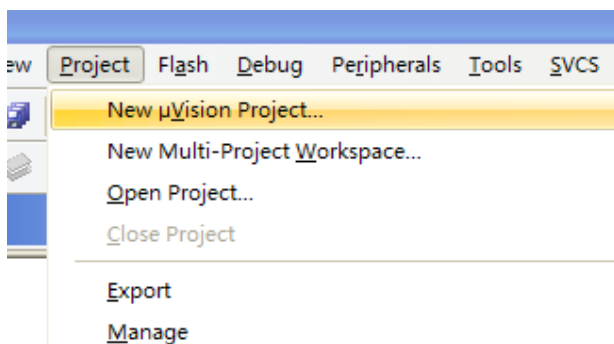 ew Project Flash Debug Peripherals Tools SVCS
New µVision Project...
New Multi-Project Workspace...
Open Project...
Close Project
Export
Manage